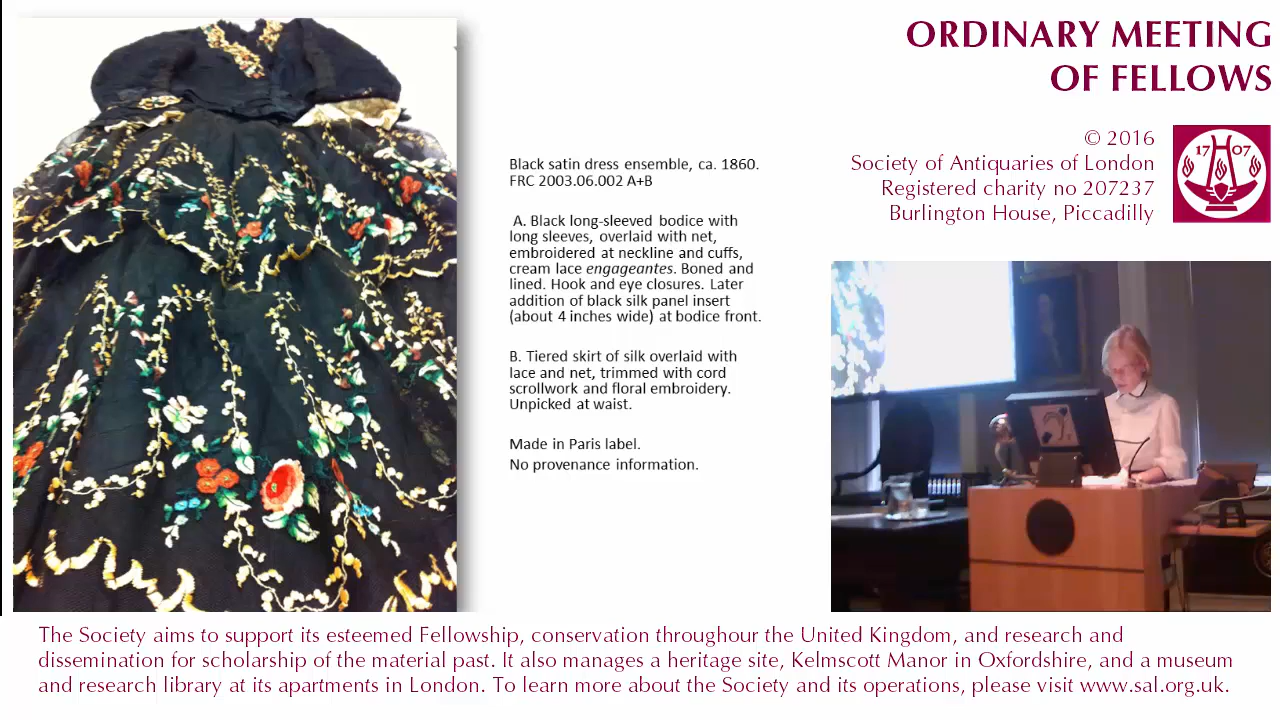 ORDINARY MEETING
OF FELLOWS
© 2016
Society of Antiquaries of London
Registered charity no 207237
Burlington House, Piccadilly
17 07
Black satin dress ensemble, ca. 1860.
FRC 2003.06.002 A+B
A. Black long-sleeved bodice with
long sleeves, overlaid with net,
embroidered at neckline and cuffs,
cream lace engageantes. Boned and
lined. Hook and eye closures. Later
addition of black silk panel insert
(about 4 inches wide) at bodice front.
B. Tiered skirt of silk overlaid with
lace and net, trimmed with cord
scrollwork and floral embroidery.
Unpicked at waist.
Made in Paris label.
No provenance information.
The Society aims to support its esteemed Fellowship, conservation throughour the United Kingdom, and research and
dissemination for scholarship of the material past. It also manages a heritage site, Kelmscott Manor in Oxfordshire, and a museum
and research library at its apartments in London. To learn more about the Society and its operations, please visit www.sal.org.uk.